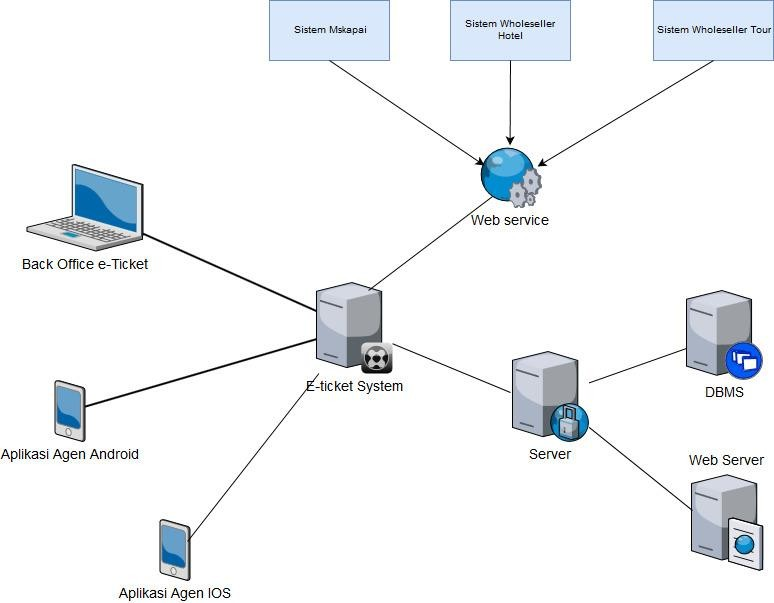 Sistem Mskapai
Sistem Wholeseller
Hotel
Sistem Wholeseller Tour
Web service
Back Office e-Ticket
E-ticket System
DBMS
Aplikasi Agen Android
Server
Web Server
Aplikasi Agen IOS